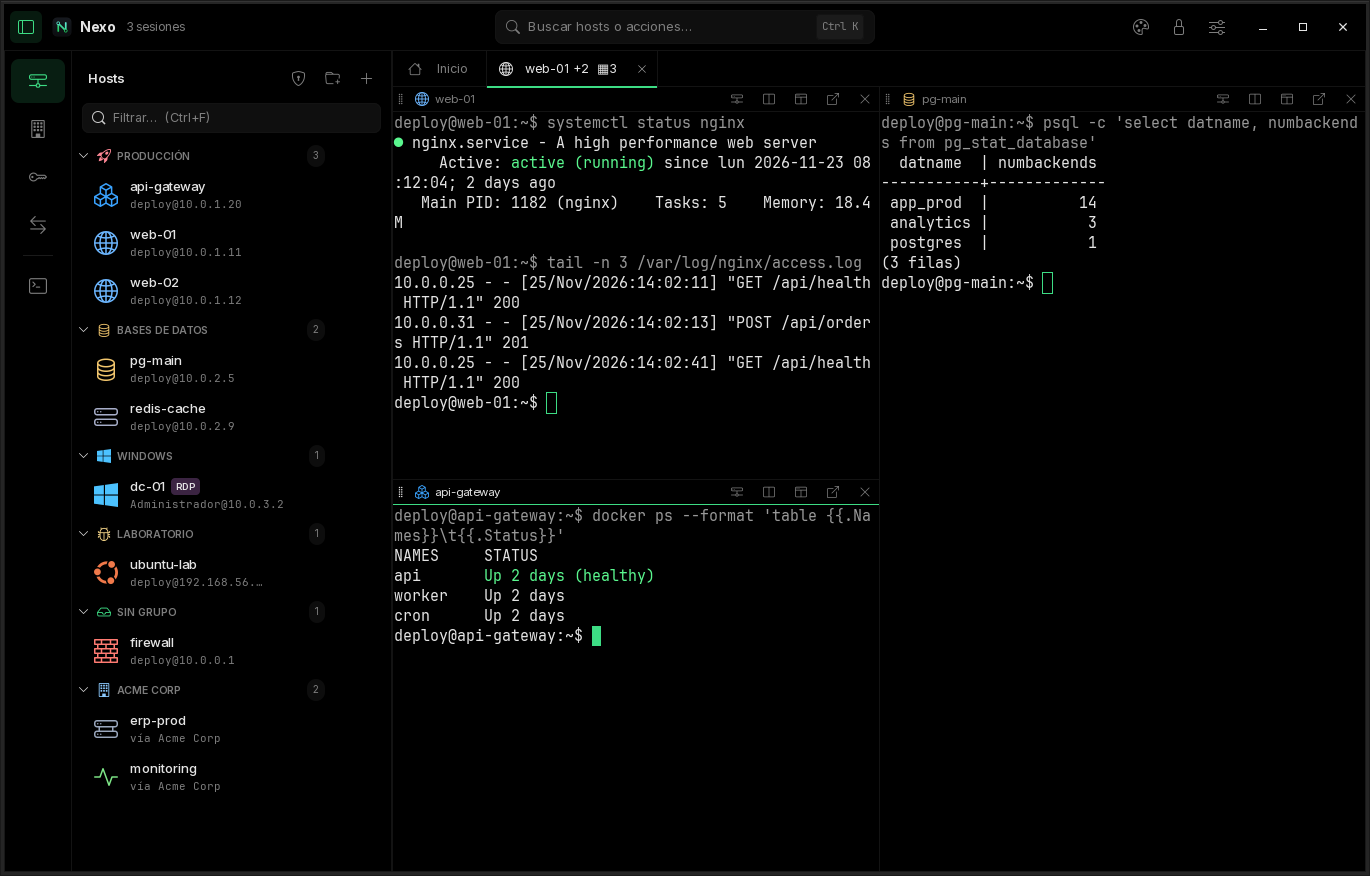 Nexo 3 sesiones
Buscar hosts o acciones... Ctrl K
Hosts
Filtrar... (Ctrl+F)
PRODUCCIÓN 3
api-gateway
deploy@10.0.1.20
web-01
deploy@10.0.1.11
web-02
deploy@10.0.1.12
BASES DE DATOS 2
pg-main
deploy@10.0.2.5
redis-cache
deploy@10.0.2.9
WINDOWS 1
dc-01 RDP
Administrador@10.0.3.2
LABORATORIO 1
ubuntu-lab
deploy@192.168.56.…
SIN GRUPO 1
firewall
deploy@10.0.0.1
ACME CORP 2
erp-prod
vía Acme Corp
monitoring
vía Acme Corp
Inicio
web-01 +2 ▦3
web-01
deploy@web-01:~$ systemctl status nginx
● nginx.service - A high performance web server
Active: active (running) since lun 2026-11-23 08
:12:04; 2 days ago
Main PID: 1182 (nginx) Tasks: 5 Memory: 18.4
M
deploy@web-01:~$ tail -n 3 /var/log/nginx/access.log
10.0.0.25 - - [25/Nov/2026:14:02:11] "GET /api/health
HTTP/1.1" 200
10.0.0.31 - - [25/Nov/2026:14:02:13] "POST /api/order
s HTTP/1.1" 201
10.0.0.25 - - [25/Nov/2026:14:02:41] "GET /api/health
HTTP/1.1" 200
deploy@web-01:~$
api-gateway
deploy@api-gateway:~$ docker ps --format 'table {{.Na
mes}}\t{{.Status}}'
NAMES STATUS
api Up 2 days (healthy)
worker Up 2 days
cron Up 2 days
deploy@api-gateway:~$
pg-main
deploy@pg-main:~$ psql -c 'select datname, numbackend
s from pg_stat_database'
datname | numbackends
-----------+-------------
app_prod | 14
analytics | 3
postgres | 1
(3 filas)
deploy@pg-main:~$